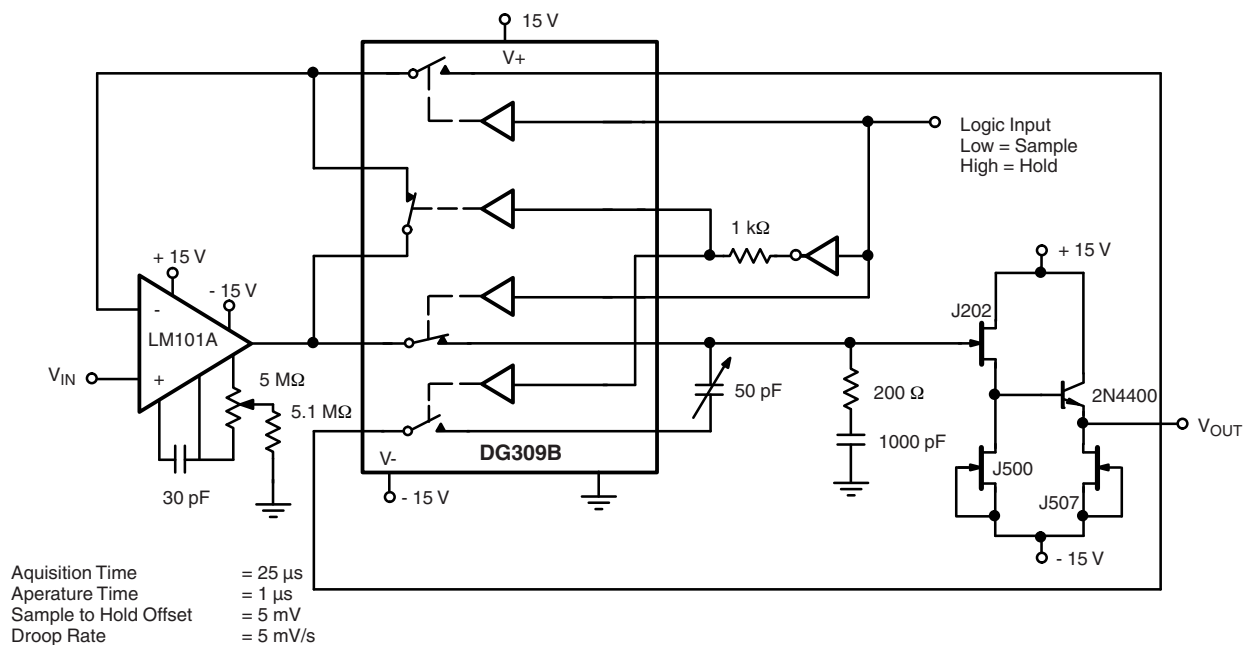 15 V
V+
Logic Input
Low = Sample
High = Hold
1 kΩ
+ 15 V
- 15 V
+ 15 V
J202
-
LM101A
+
VIN
5 MΩ
5.1 MΩ
30 pF
50 pF
200 Ω
1000 pF
2N4400
VOUT
V-
DG309B
- 15 V
J500
J507
- 15 V
Aquisition Time = 25 µs
Aperature Time = 1 µs
Sample to Hold Offset = 5 mV
Droop Rate = 5 mV/s